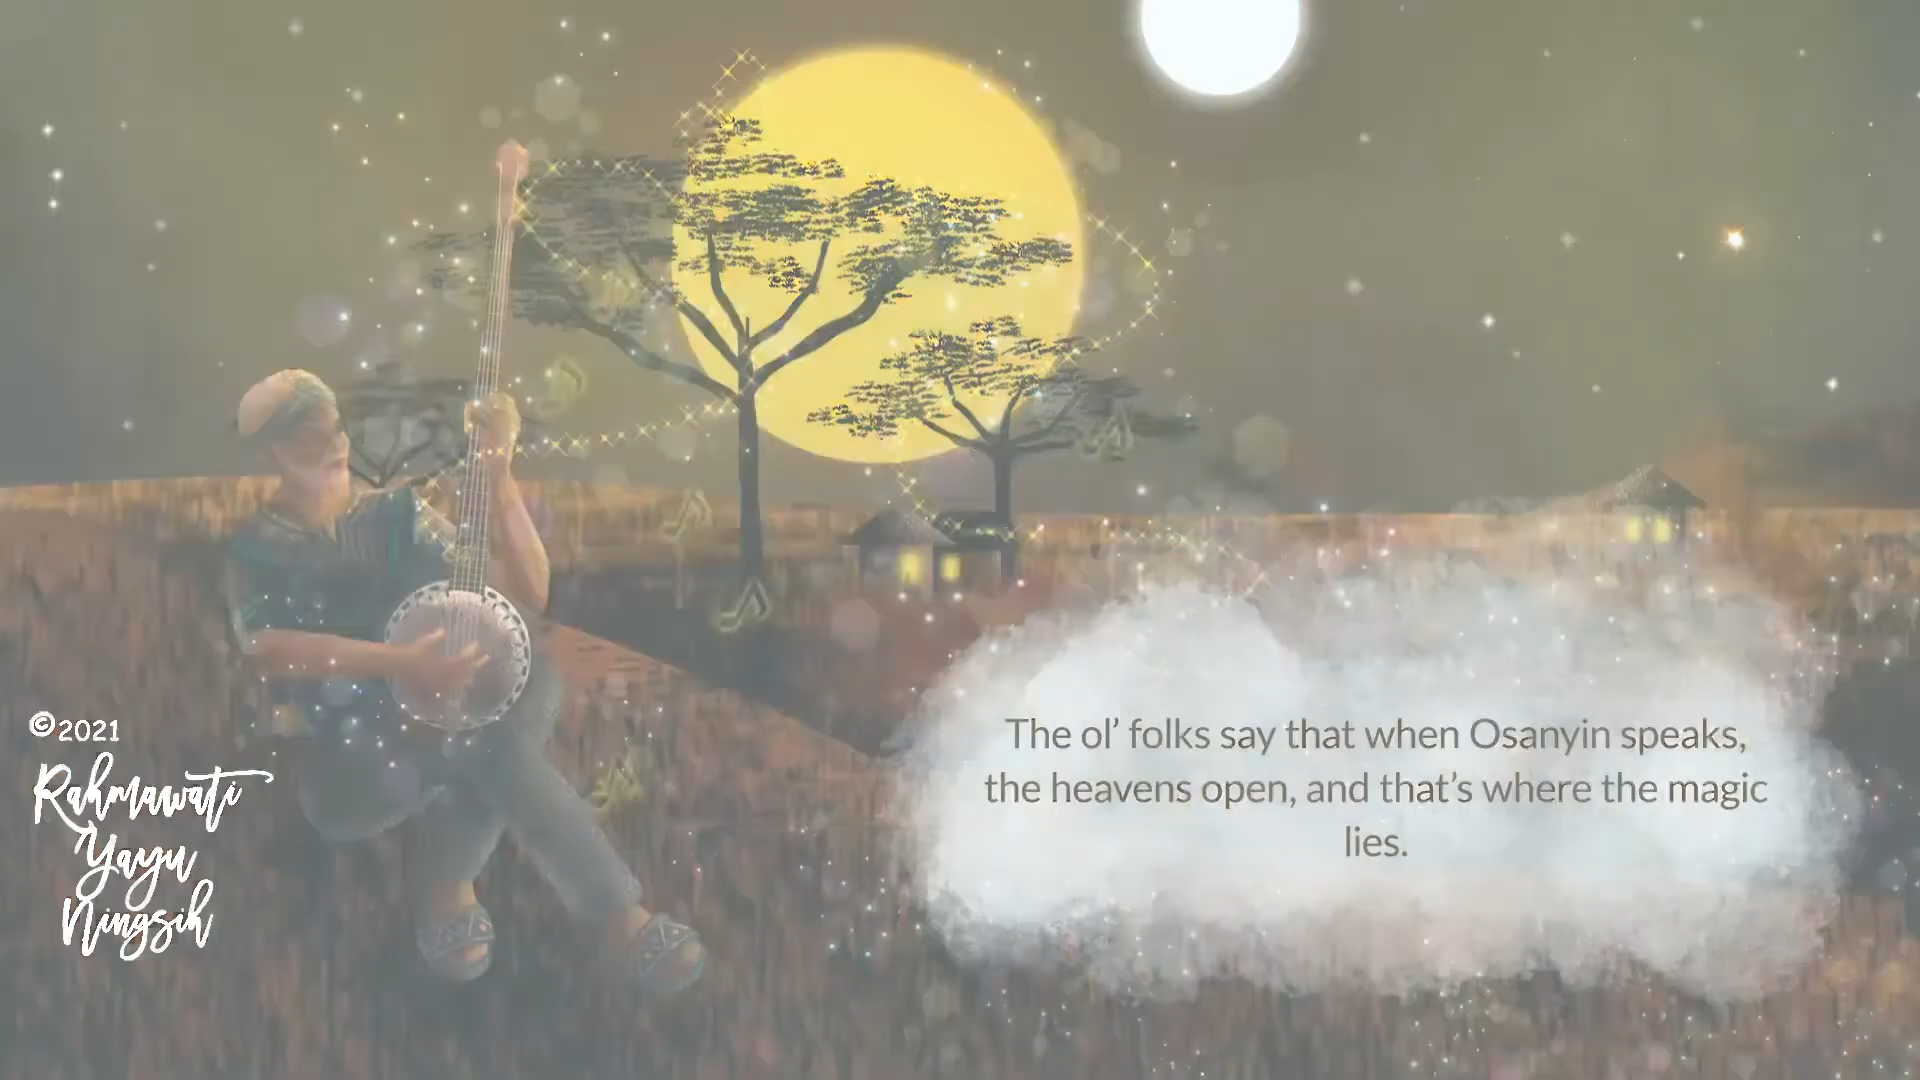 The ol’ folks say that when Osanyin speaks,
the heavens open, and that’s where the magic
lies.
©2021
Rahmawati
Yayu
Ningsih